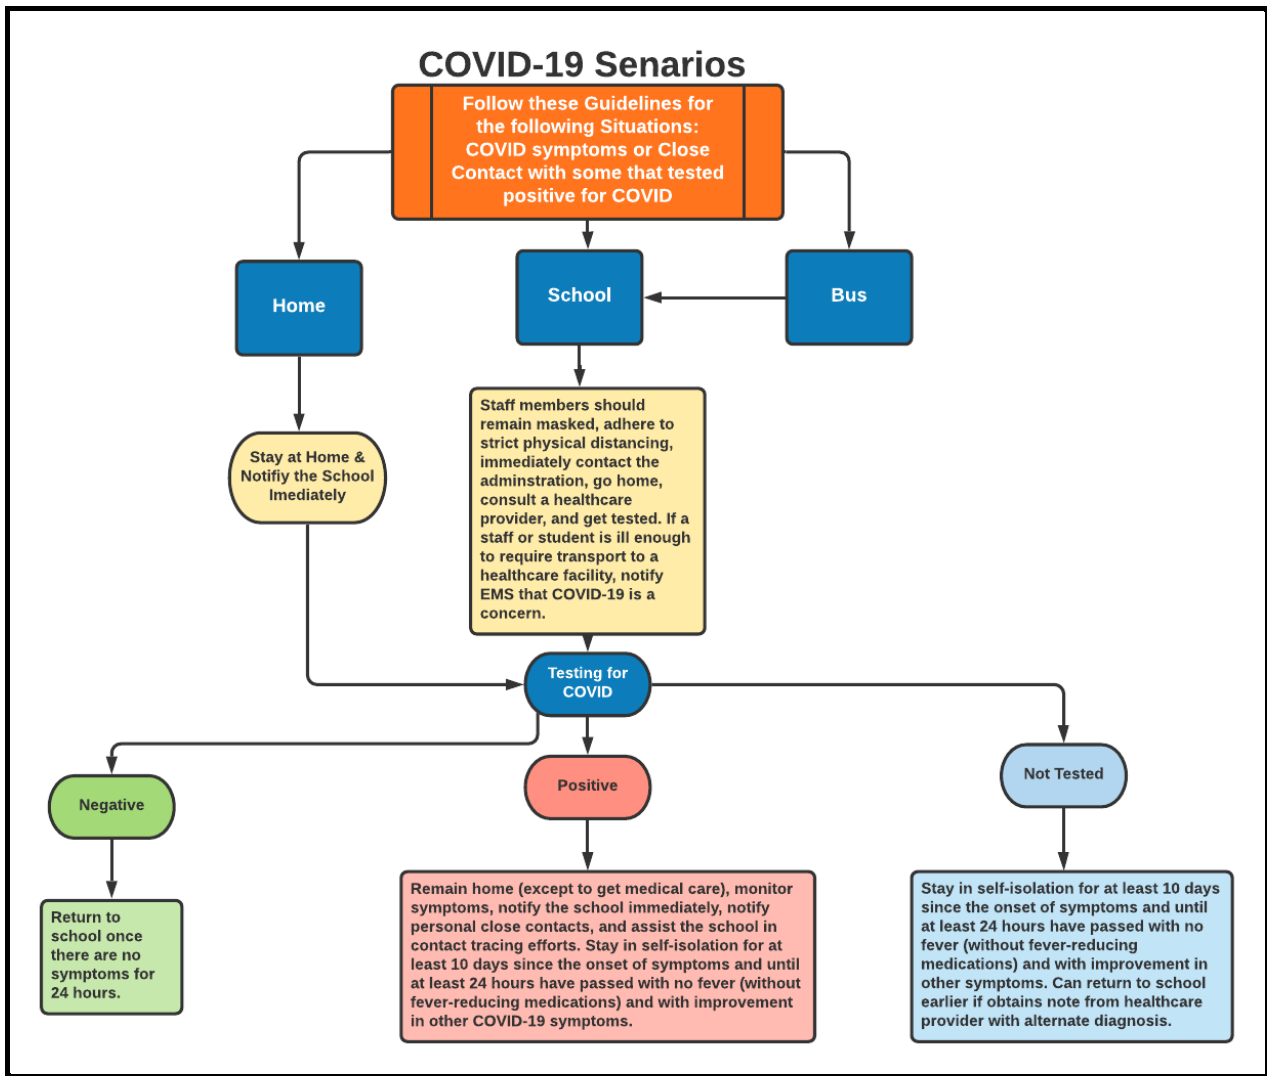 COVID-19 Senarios
Follow these Guidelines for
the following Situations:
COVID symptoms or Close
Contact with some that tested
positive for COVID
Home
School
Bus
Stay at Home &
Notifiy the School
Imediately
Staff members should
remain masked, adhere to
strict physical distancing,
immediately contact the
adminstration, go home,
consult a healthcare
provider, and get tested. If a
staff or student is ill enough
to require transport to a
healthcare facility, notify
EMS that COVID-19 is a
concern.
Testing for
COVID
Negative
Positive
Not Tested
Return to
school once
there are no
symptoms for
24 hours.
Remain home (except to get medical care), monitor
symptoms, notify the school immediately, notify
personal close contacts, and assist the school in
contact tracing efforts. Stay in self-isolation for at
least 10 days since the onset of symptoms and until
at least 24 hours have passed with no fever (without
fever-reducing medications) and with improvement
in other COVID-19 symptoms.
Stay in self-isolation for at least 10 days
since the onset of symptoms and until
at least 24 hours have passed with no
fever (without fever-reducing
medications) and with improvement in
other symptoms. Can return to school
earlier if obtains note from healthcare
provider with alternate diagnosis.